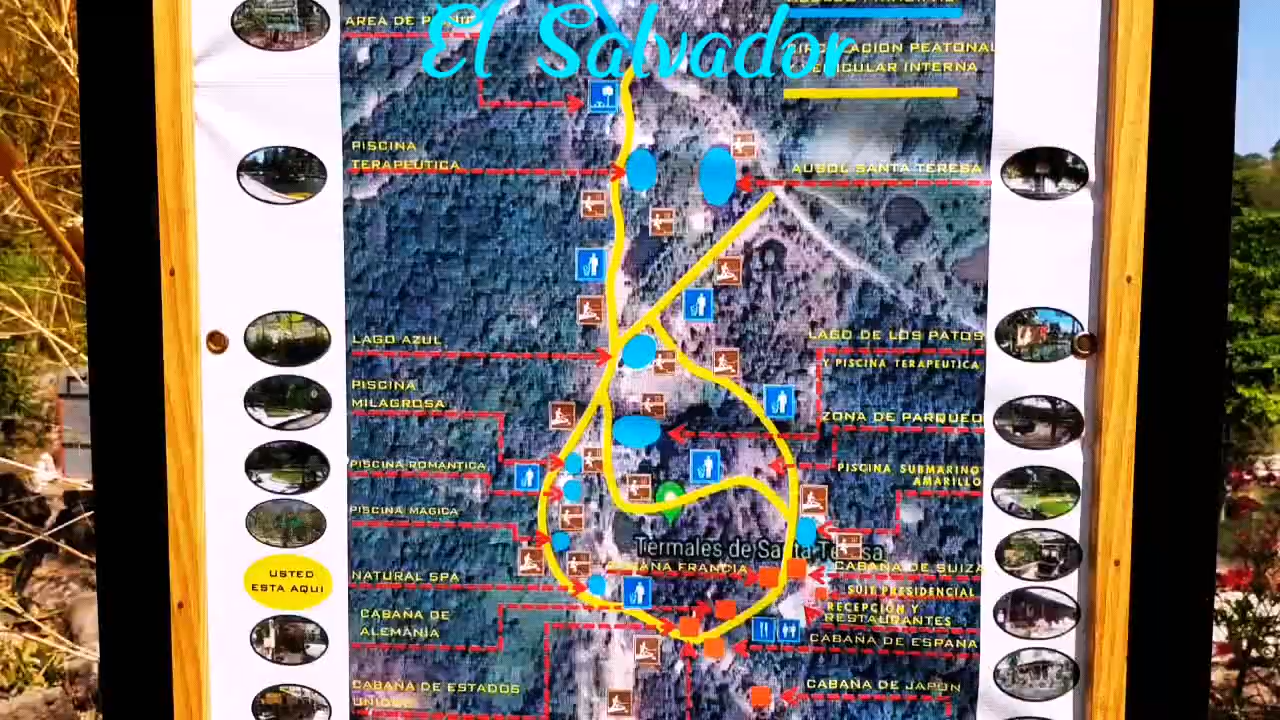 El Salvador
AREA DE
CIRCULACION PEATONAL
VEHICULAR INTERNA
PISCINA
TERAPEUTICA
AUSOL SANTA TERESA
LAGO AZUL
LAGO DE LOS PATOS
Y PISCINA TERAPEUTICA
PISCINA
MILAGROSA
ZONA DE PARQUEO
PISCINA ROMANTICA
PISCINA SUBMARINO
AMARILLO
PISCINA MAGICA
Termales de Santa Teresa
CABAÑA FRANCIA
CABAÑA DE SUIZA
USTED
ESTA AQUI
NATURAL SPA
SUIT PRESIDENCIAL
RECEPCIÓN Y
RESTAURANTES
CABAÑA DE
ALEMANIA
CABAÑA DE ESPAÑA
CABAÑA DE ESTADOS
UNIDOS
CABAÑA DE JAPON